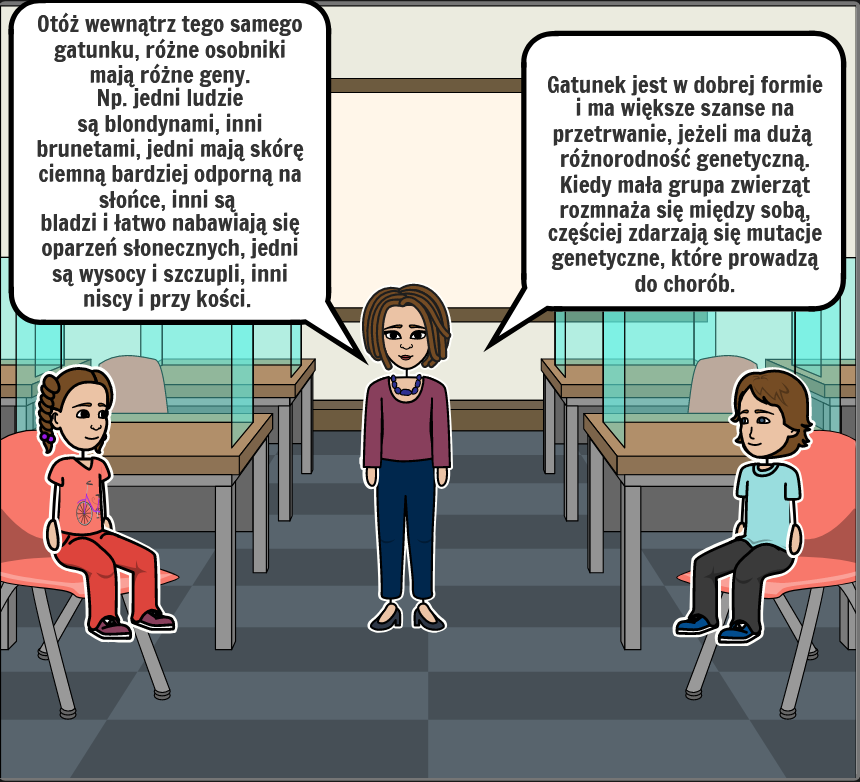 Otóż wewnątrz tego samego
gatunku, różne osobniki
mają różne geny.
Np. jedni ludzie
są blondynami, inni
brunetami, jedni mają skórę
ciemną bardziej odporną na
słońce, inni są
bladzi i łatwo nabawiają się
oparzeń słonecznych, jedni
są wysocy i szczupli, inni
niscy i przy kości.
Gatunek jest w dobrej formie
i ma większe szanse na
przetrwanie, jeżeli ma dużą
różnorodność genetyczną.
Kiedy mała grupa zwierząt
rozmnaża się między sobą,
częściej zdarzają się mutacje
genetyczne, które prowadzą
do chorób.